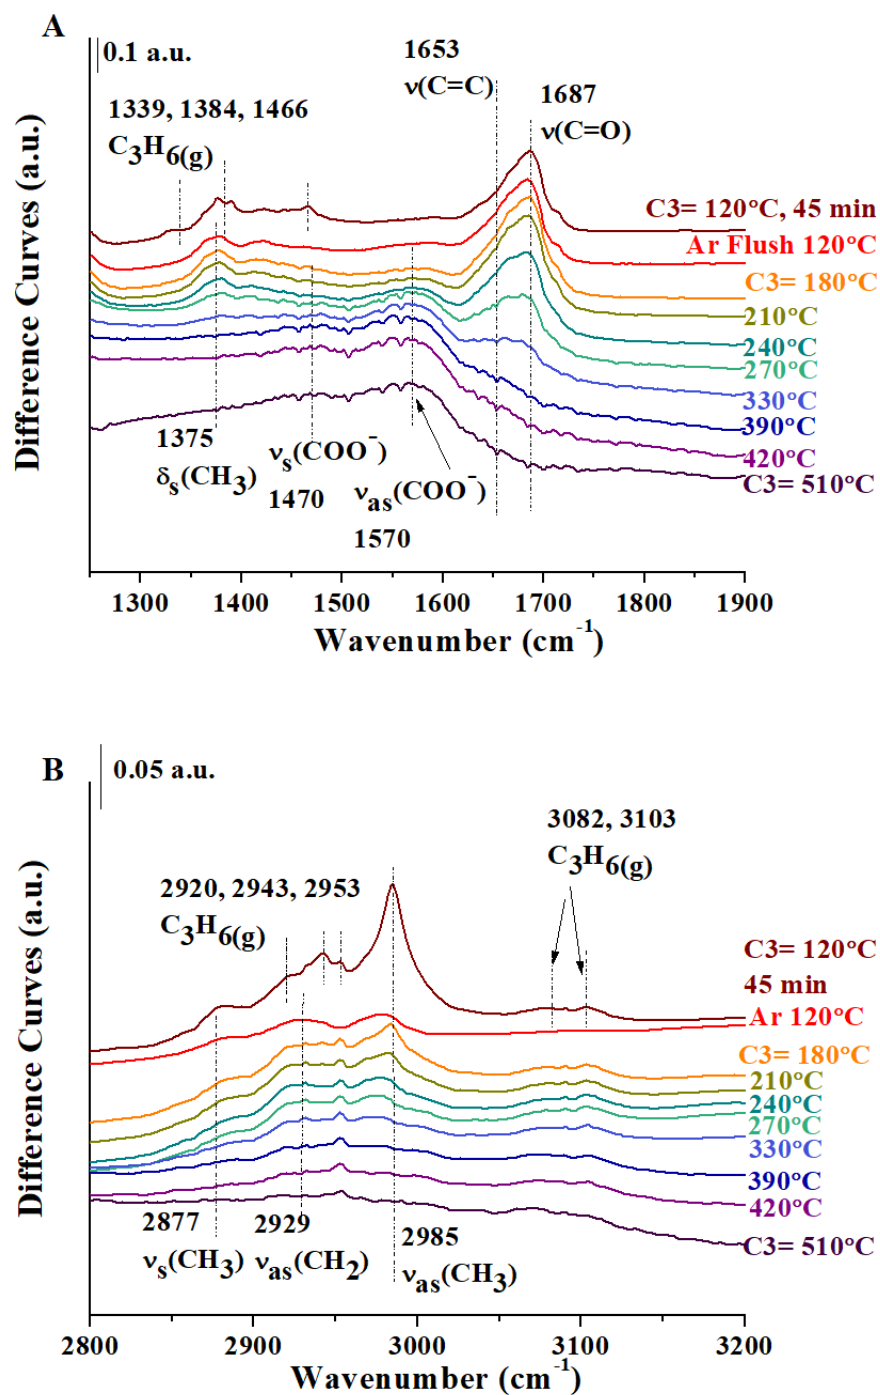 A
0.1 a.u.
1653
ν(C=C)
1687
ν(C=O)
1339, 1384, 1466
C3H6(g)
C3= 120°C, 45 min
Ar Flush 120°C
C3= 180°C
210°C
240°C
270°C
330°C
390°C
420°C
C3= 510°C
1375
δs(CH3)
νs(COO⁻)
1470
νas(COO⁻)
1570
Difference Curves (a.u.)
1300 1400 1500 1600 1700 1800 1900
Wavenumber (cm⁻¹)
B
0.05 a.u.
3082, 3103
C3H6(g)
2920, 2943, 2953
C3H6(g)
C3= 120°C
45 min
Ar 120°C
C3= 180°C
210°C
240°C
270°C
330°C
390°C
420°C
C3= 510°C
2877
νs(CH3)
2929
νas(CH2)
2985
νas(CH3)
Difference Curves (a.u.)
2800 2900 3000 3100 3200
Wavenumber (cm⁻¹)